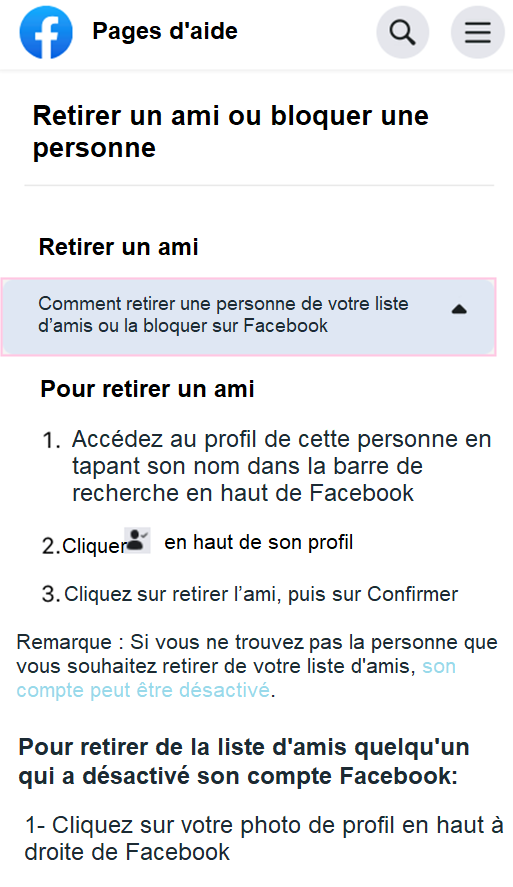 Pages d'aide
Retirer un ami ou bloquer une
personne
Retirer un ami
Comment retirer une personne de votre liste
d’amis ou la bloquer sur Facebook
Pour retirer un ami
1. Accédez au profil de cette personne en
tapant son nom dans la barre de
recherche en haut de Facebook
2. Cliquer en haut de son profil
3. Cliquez sur retirer l’ami, puis sur Confirmer
Remarque : Si vous ne trouvez pas la personne que
vous souhaitez retirer de votre liste d'amis, son
compte peut être désactivé.
Pour retirer de la liste d'amis quelqu'un
qui a désactivé son compte Facebook:
1- Cliquez sur votre photo de profil en haut à
droite de Facebook